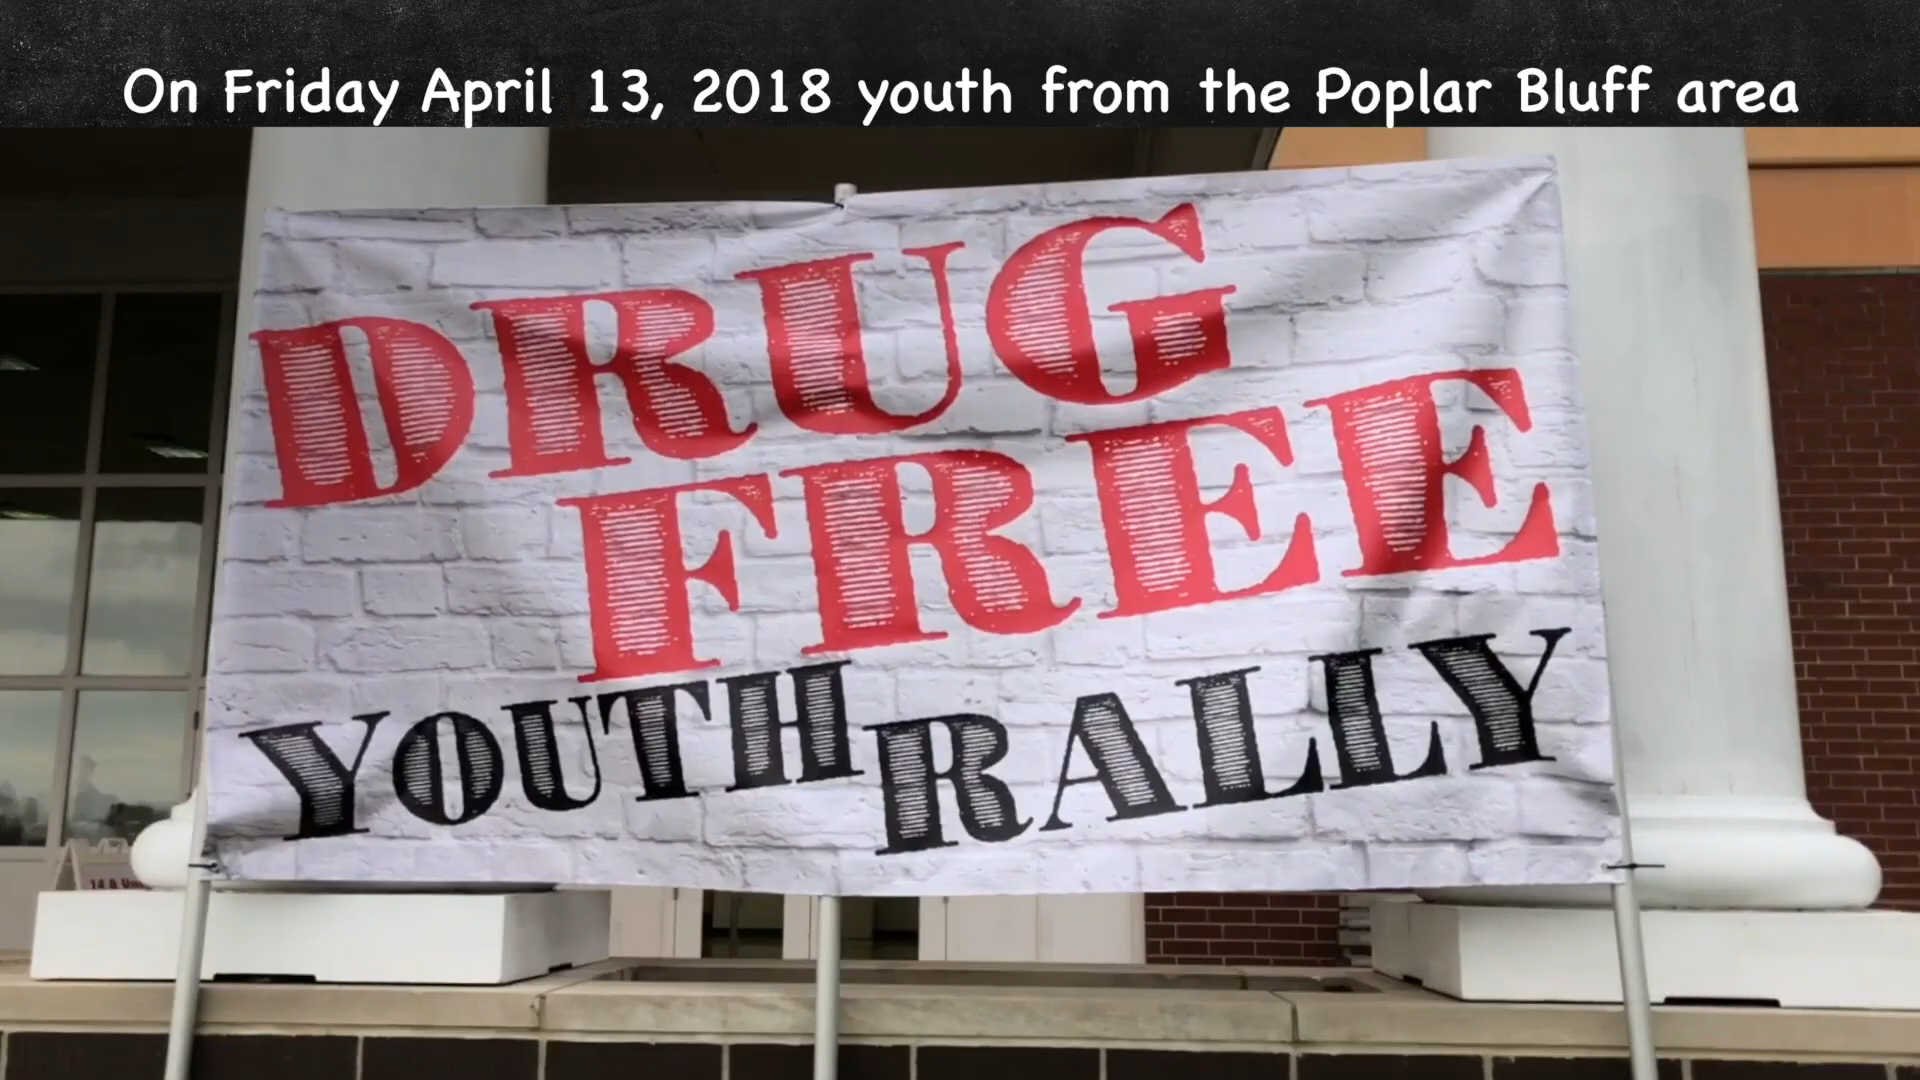 On Friday April 13, 2018 youth from the Poplar Bluff area
DRUG
FREE
YOUTH RALLY